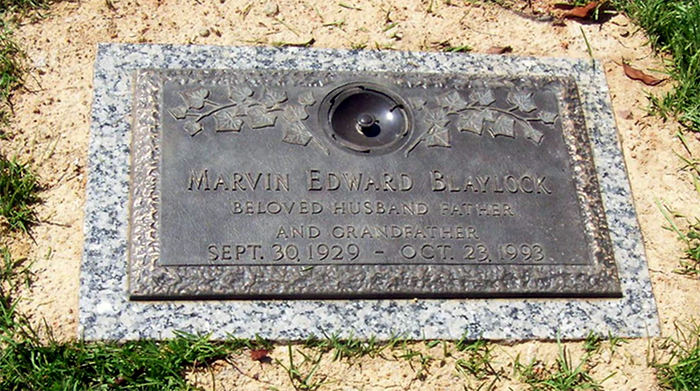 MARVIN EDWARD BLAYLOCK
BELOVED HUSBAND FATHER
AND GRANDFATHER
SEPT. 30, 1929 - OCT. 23, 1993